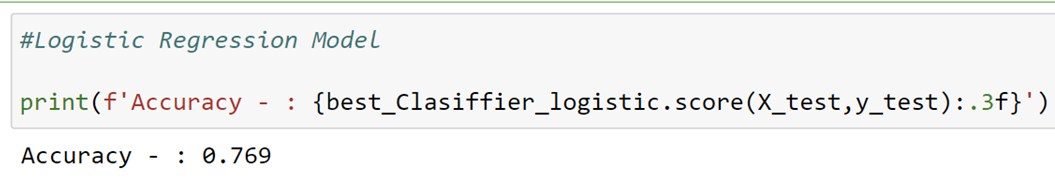 #Logistic Regression Model
print(f'Accuracy - : {best_Clasiffier_logistic.score(X_test,y_test):.3f}')
Accuracy - : 0.769